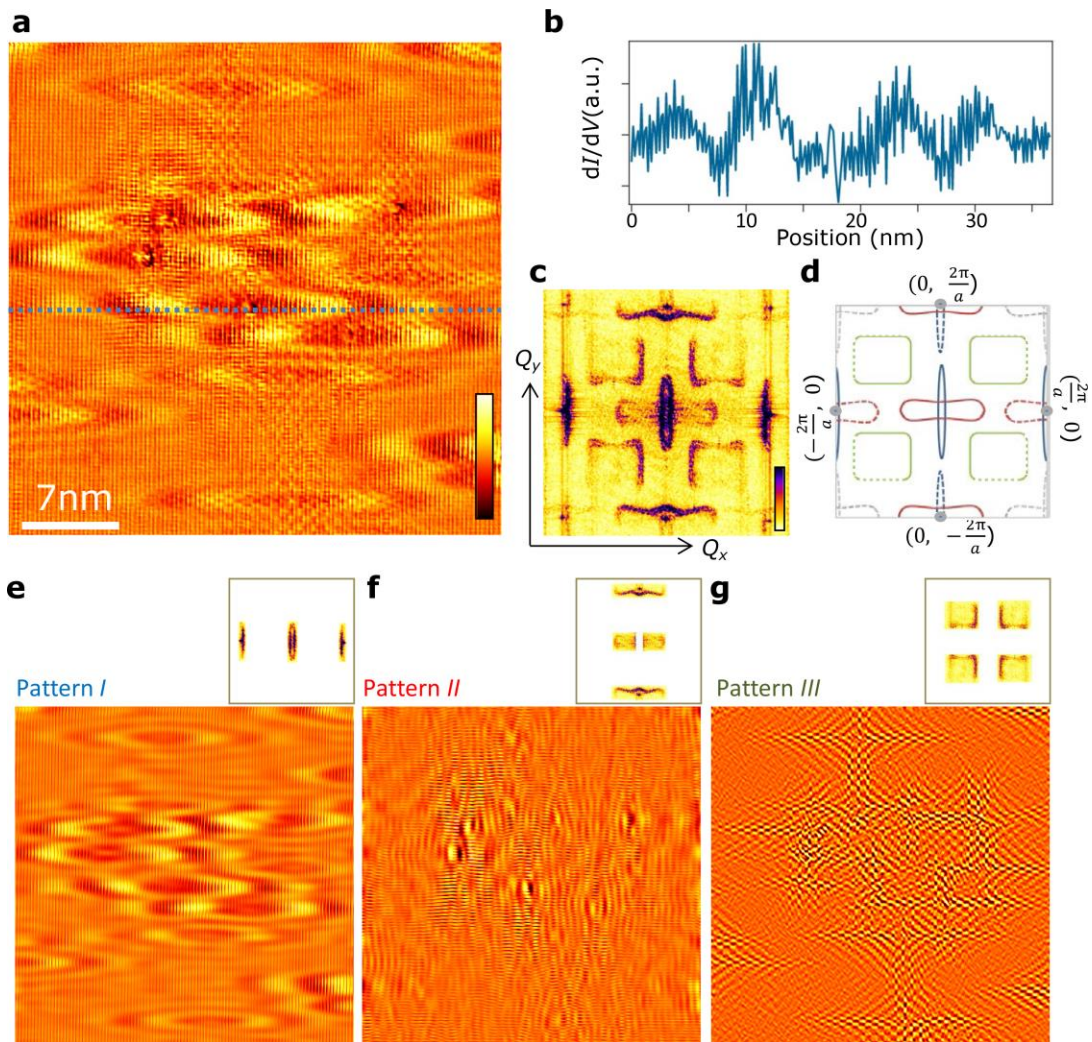 a
7nm
b
dI/dV(a.u.)
0 10 20 30
Position (nm)
c
Q_y
Q_x
d
(0, 2π/a)
(-2π/a, 0)
(2π/a, 0)
(0, -2π/a)
e
Pattern I
f
Pattern II
g
Pattern III